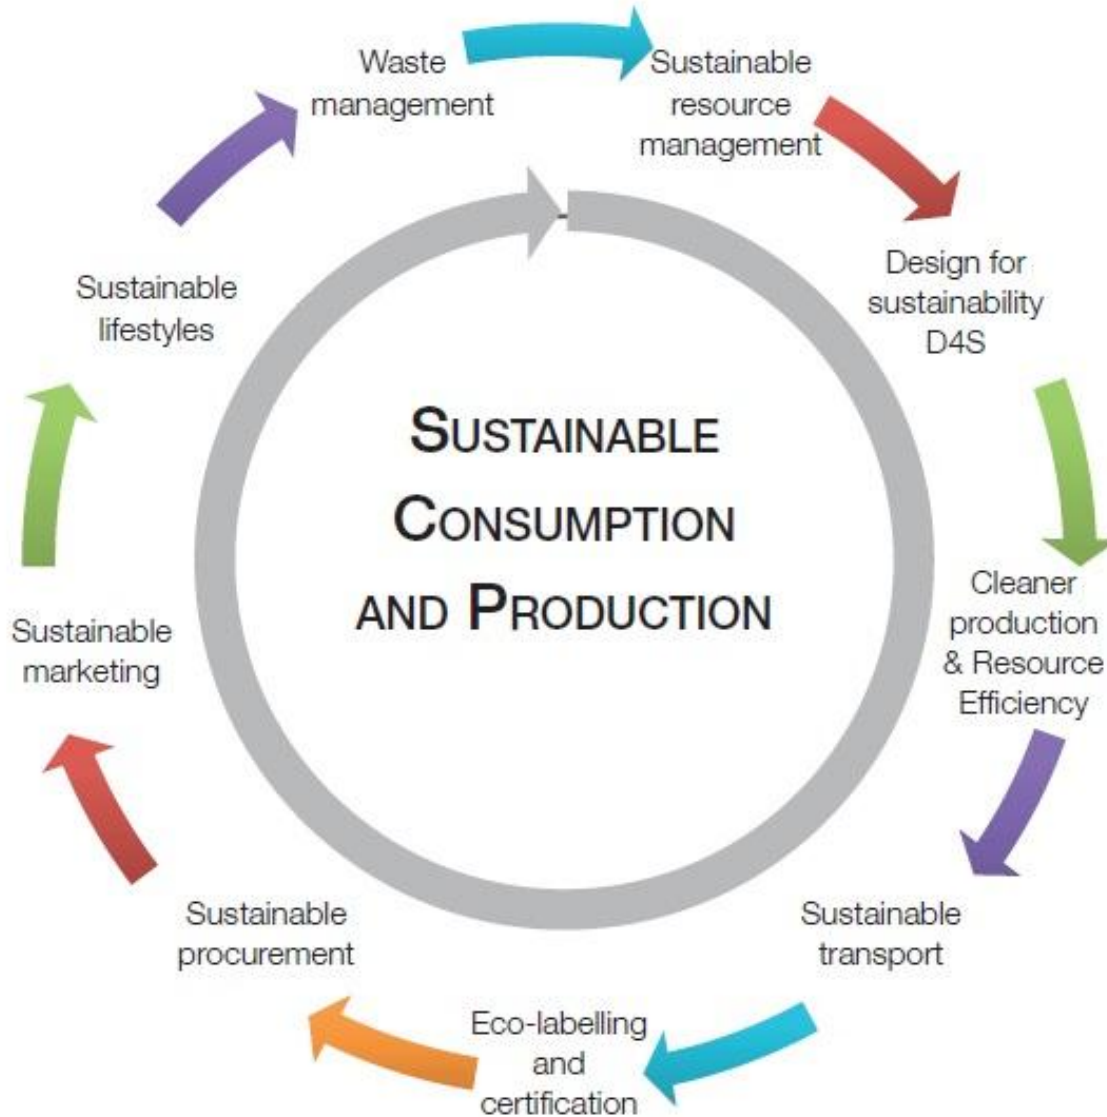 Waste
management
Sustainable
resource
management
Design for
sustainability
D4S
Cleaner
production
& Resource
Efficiency
Sustainable
transport
Eco-labelling
and
certification
Sustainable
procurement
Sustainable
marketing
Sustainable
lifestyles
SUSTAINABLE
CONSUMPTION
AND PRODUCTION